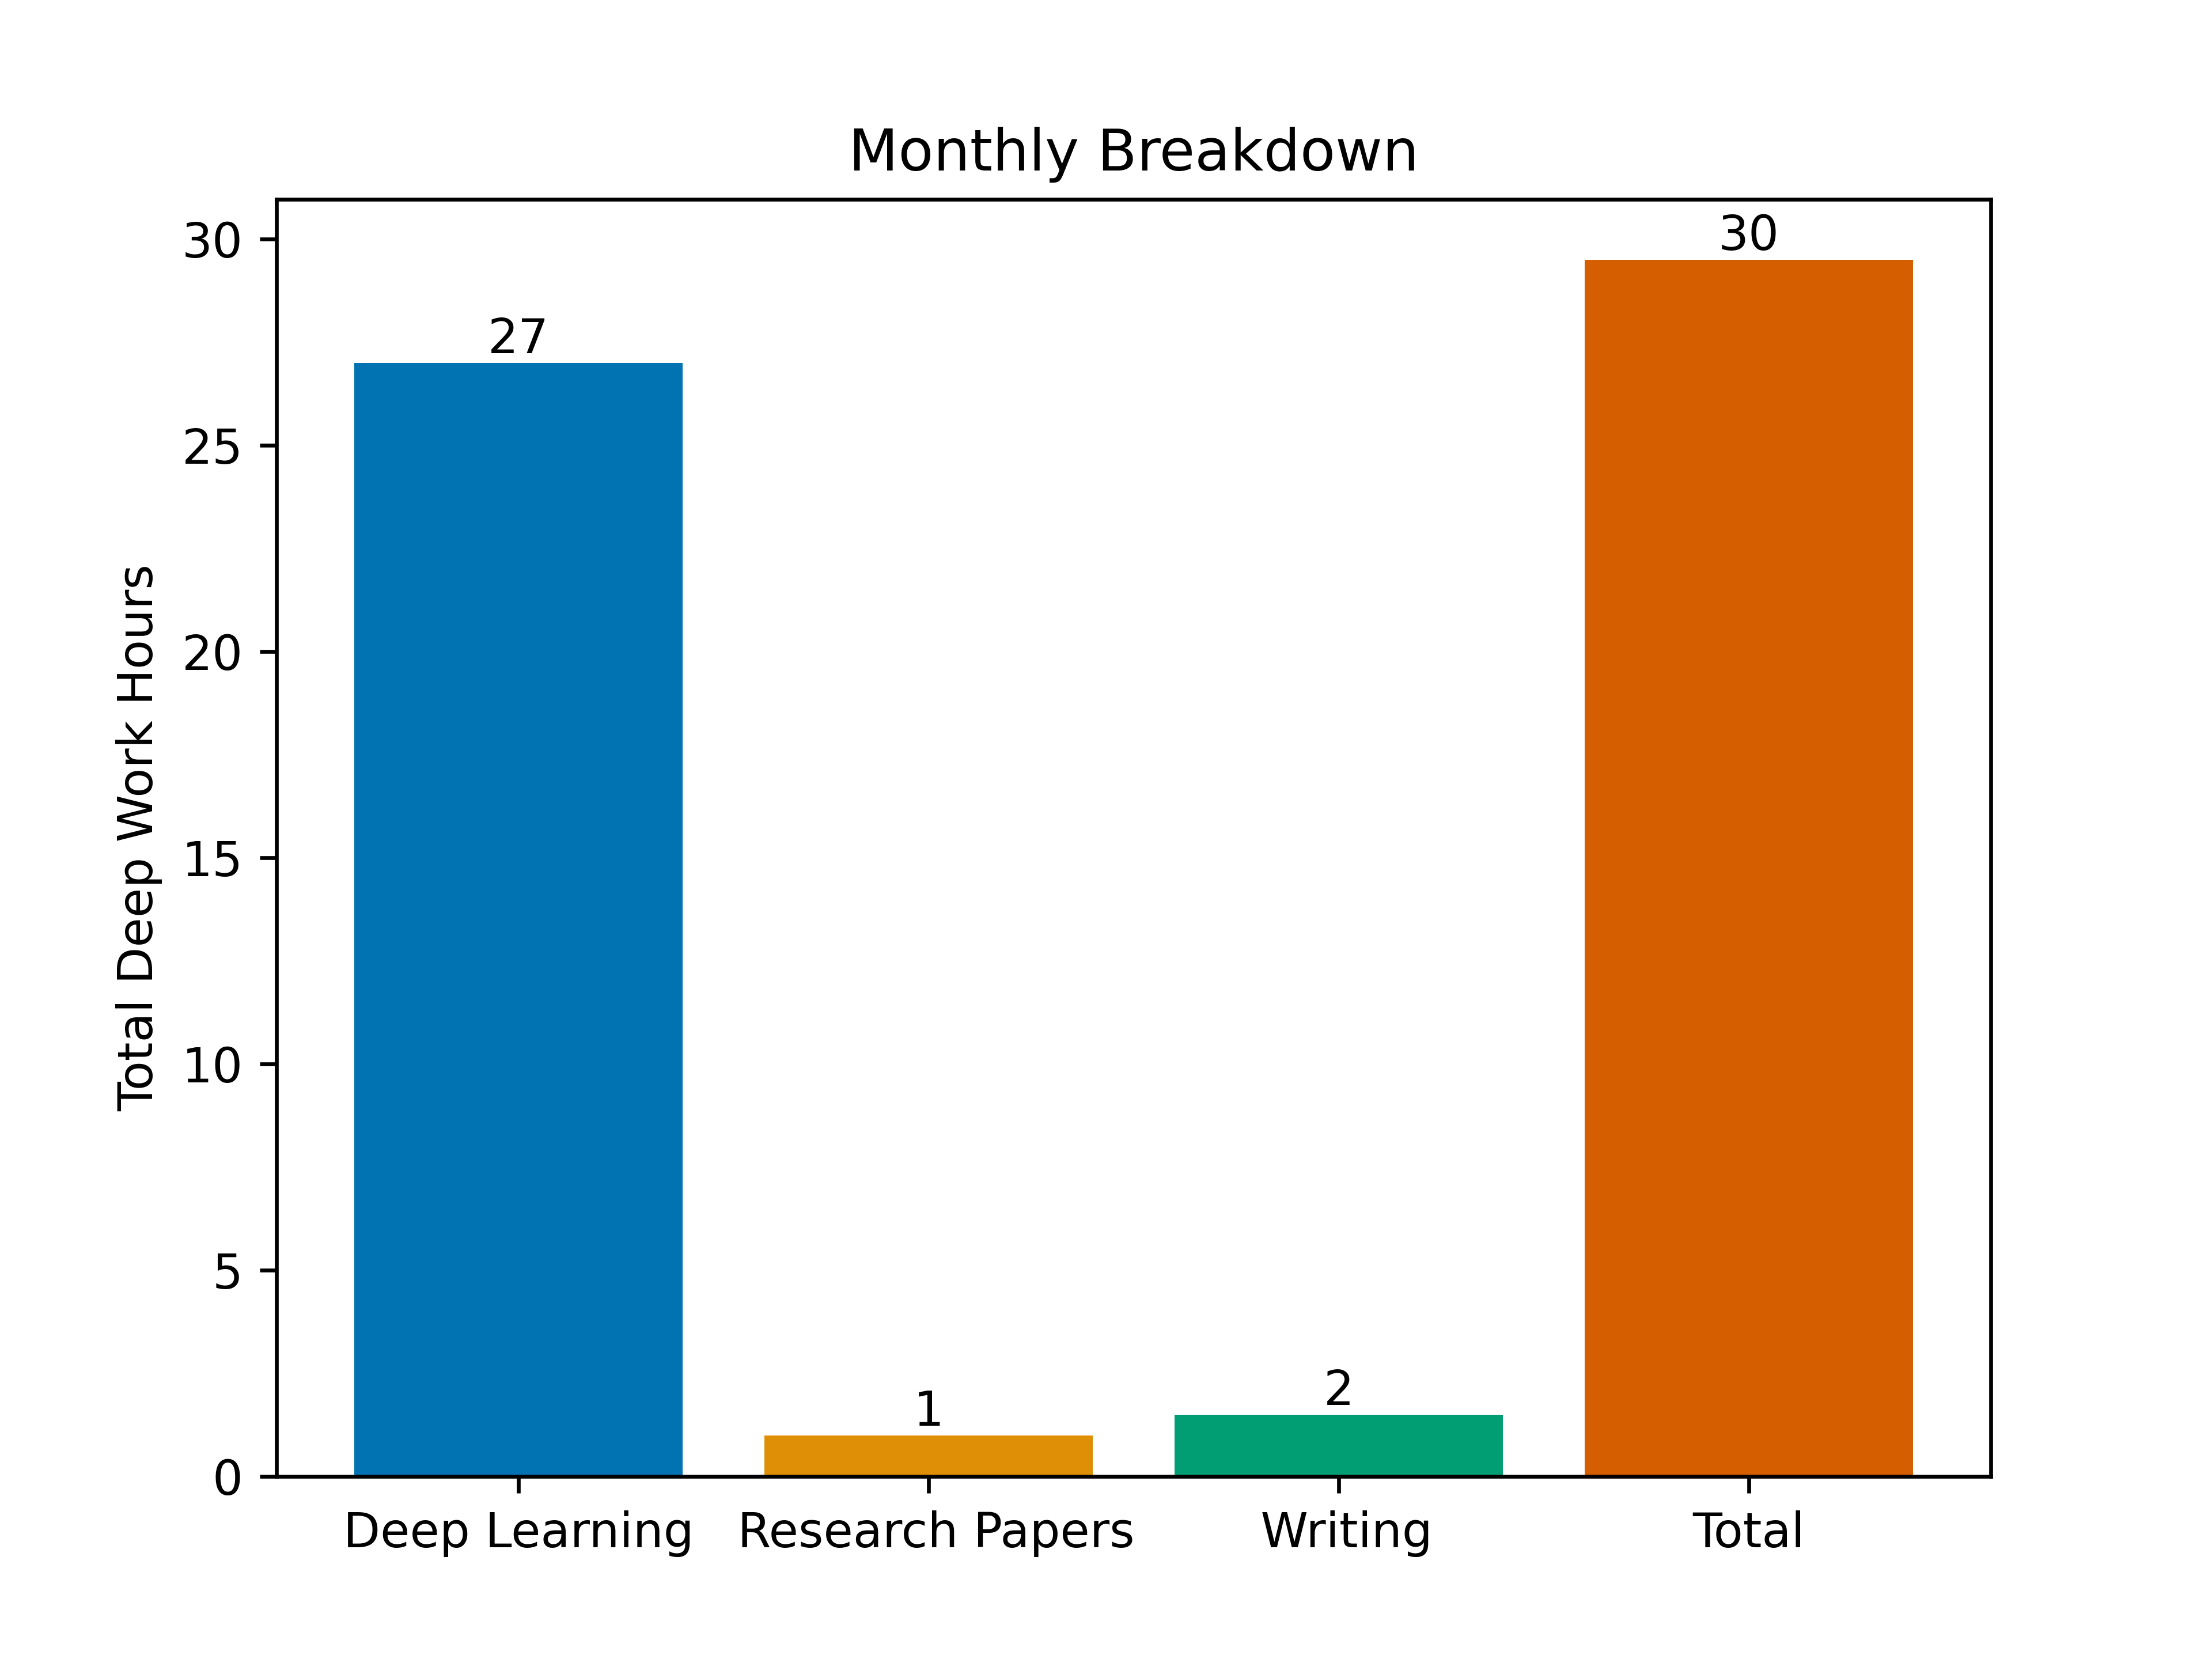 Monthly Breakdown
Total Deep Work Hours
30
25
20
15
10
5
0
27
1
2
30
Deep Learning
Research Papers
Writing
Total